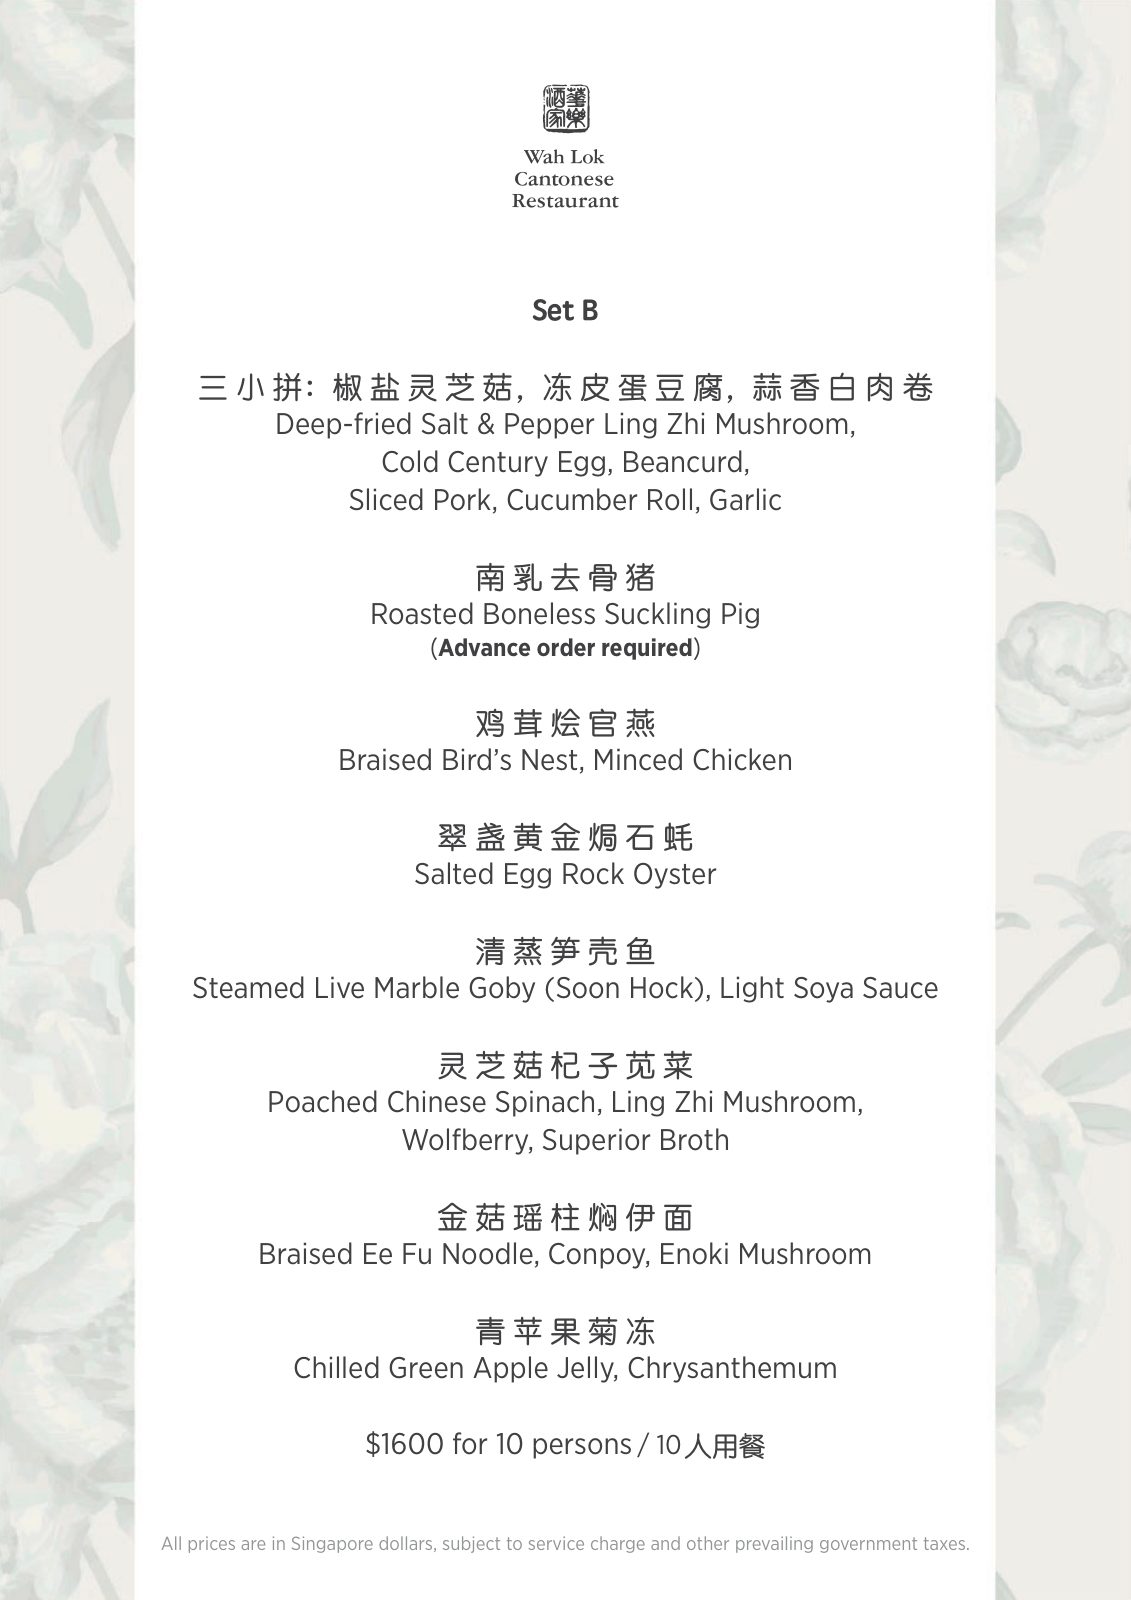 華樂酒家
Wah Lok
Cantonese
Restaurant
Set B
三小拼: 椒盐灵芝菇, 冻皮蛋豆腐, 蒜香白肉卷
Deep-fried Salt & Pepper Ling Zhi Mushroom,
Cold Century Egg, Beancurd,
Sliced Pork, Cucumber Roll, Garlic
南乳去骨猪
Roasted Boneless Suckling Pig
(Advance order required)
鸡茸烩官燕
Braised Bird’s Nest, Minced Chicken
翠盏黄金焗石蚝
Salted Egg Rock Oyster
清蒸笋壳鱼
Steamed Live Marble Goby (Soon Hock), Light Soya Sauce
灵芝菇杞子苋菜
Poached Chinese Spinach, Ling Zhi Mushroom,
Wolfberry, Superior Broth
金菇瑶柱焖伊面
Braised Ee Fu Noodle, Conpoy, Enoki Mushroom
青苹果菊冻
Chilled Green Apple Jelly, Chrysanthemum
$1600 for 10 persons / 10人用餐
All prices are in Singapore dollars, subject to service charge and other prevailing government taxes.